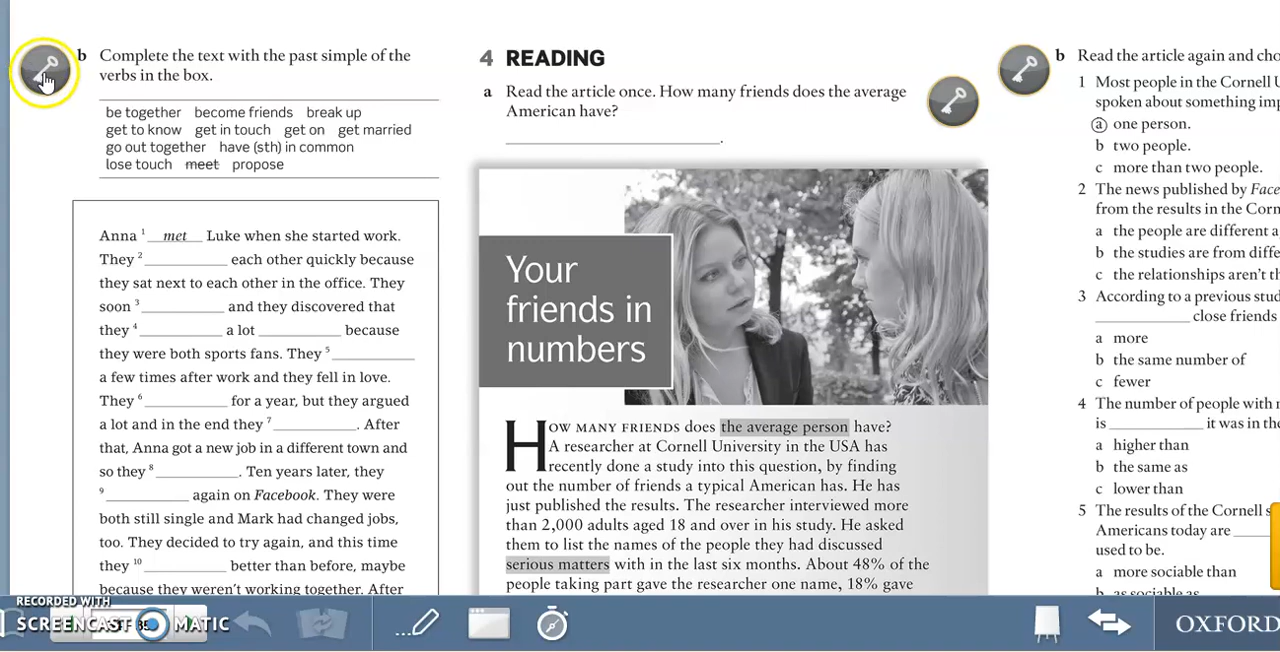 b Complete the text with the past simple of the
verbs in the box.
be together become friends break up
get to know get in touch get on get married
go out together have (sth) in common
lose touch meet propose
Anna 1 met Luke when she started work.
They 2 ____________ each other quickly because
they sat next to each other in the office. They
soon 3 ____________ and they discovered that
they 4 ____________ a lot ____________ because
they were both sports fans. They 5 ____________
a few times after work and they fell in love.
They 6 ____________ for a year, but they argued
a lot and in the end they 7 ____________. After
that, Anna got a new job in a different town and
so they 8 ____________. Ten years later, they
9 ____________ again on Facebook. They were
both still single and Mark had changed jobs,
too. They decided to try again, and this time
they 10 ____________ better than before, maybe
because they weren't working together. After
4 READING
a Read the article once. How many friends does the average
American have?
____________.
Your
friends in
numbers
HOW MANY FRIENDS does the average person have?
A researcher at Cornell University in the USA has
recently done a study into this question, by finding
out the number of friends a typical American has. He has
just published the results. The researcher interviewed more
than 2,000 adults aged 18 and over in his study. He asked
them to list the names of the people they had discussed
serious matters with in the last six months. About 48% of the
people taking part gave the researcher one name, 18% gave
b Read the article again and cho
1 Most people in the Cornell U
spoken about something imp
a one person.
b two people.
c more than two people.
2 The news published by Face
from the results in the Corn
a the people are different a
b the studies are from diffe
c the relationships aren't th
3 According to a previous stud
____________ close friends
a more
b the same number of
c fewer
4 The number of people with
is ____________ it was in the
a higher than
b the same as
c lower than
5 The results of the Cornell s
Americans today are ____
used to be.
a more sociable than
b as sociable as
RECORDED WITH
SCREENCAST MATIC
OXFORD